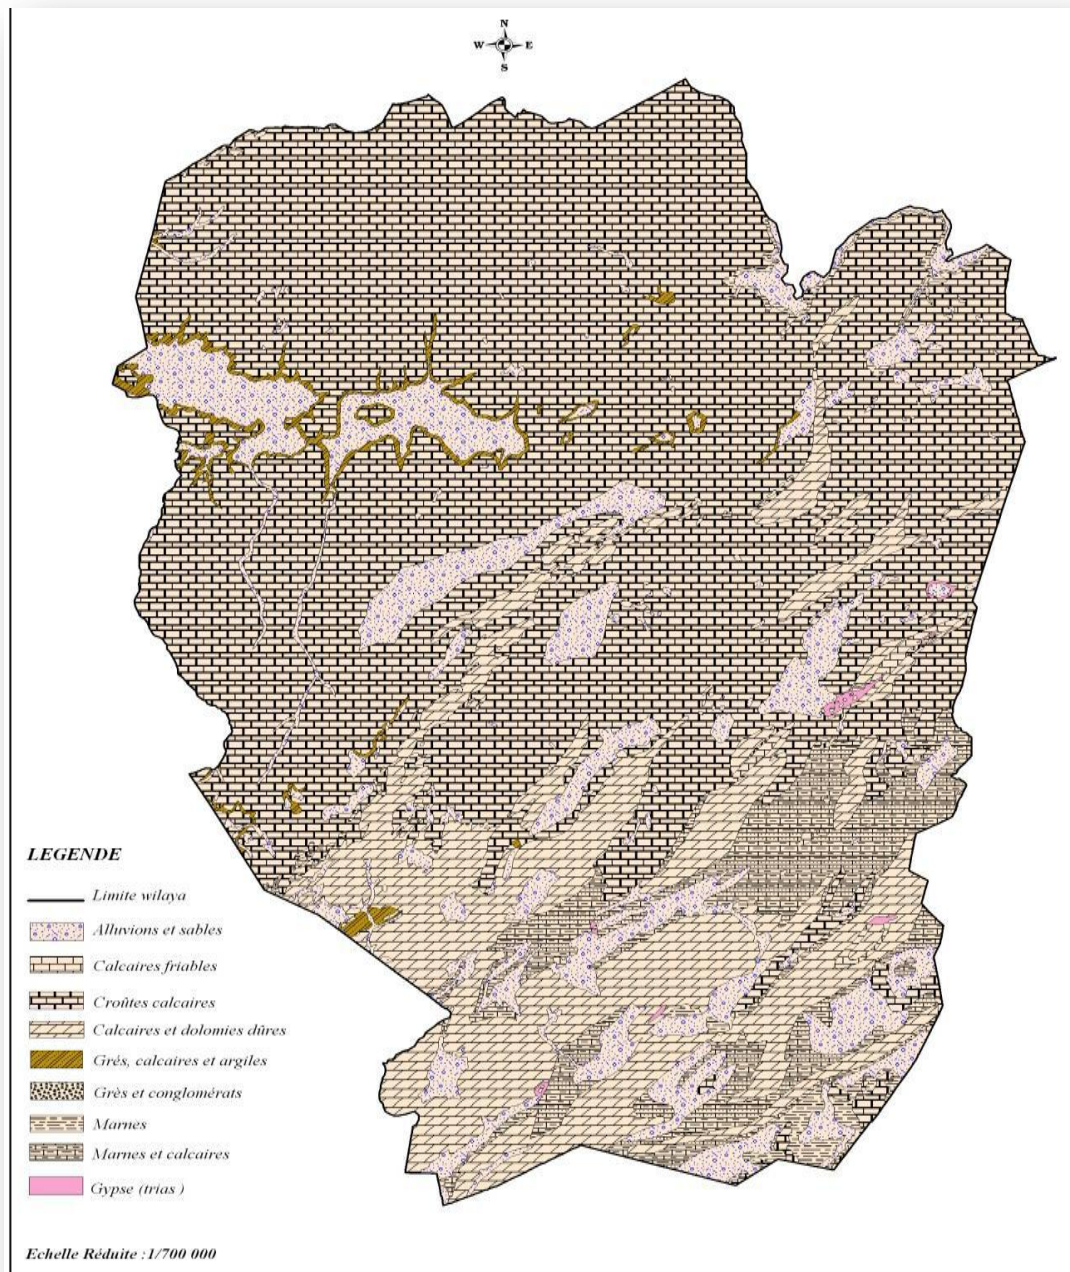 N
W E
S
LEGENDE
Limite wilaya
Alluvions et sables
Calcaires friables
Croûtes calcaires
Calcaires et dolomies dûres
Grés, calcaires et argiles
Grès et conglomérats
Marnes
Marnes et calcaires
Gypse (trias )
Echelle Réduite :1/700 000